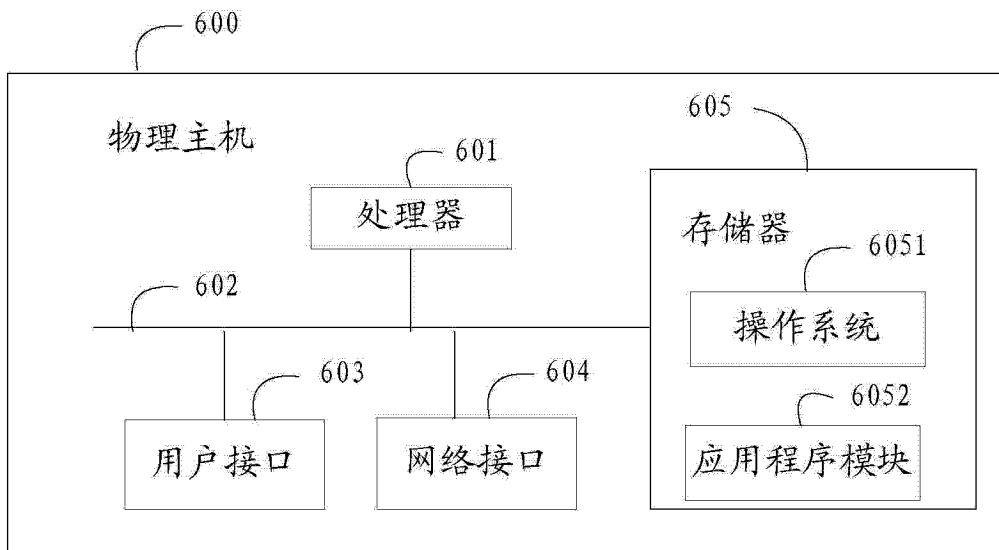 600
物理主机
605
601
处理器
存储器
6051
602
操作系统
603
604
6052
用户接口
网络接口
应用程序模块